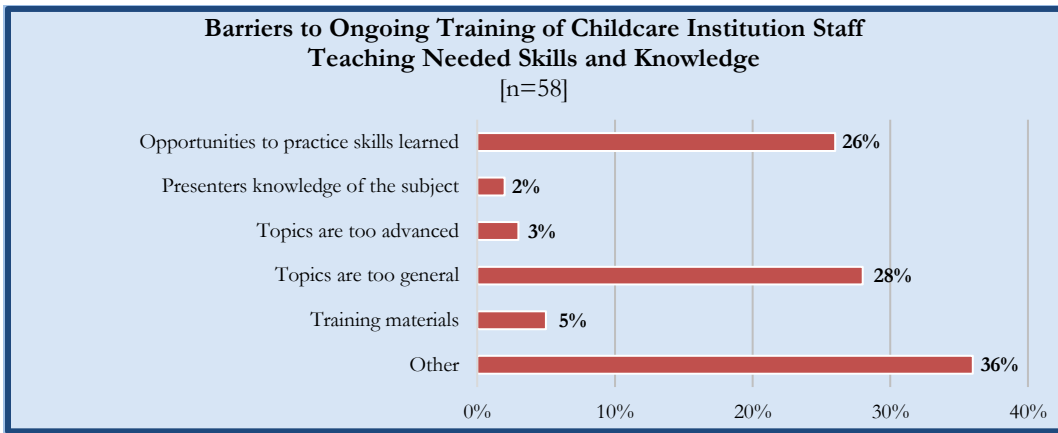 Barriers to Ongoing Training of Childcare Institution Staff
Teaching Needed Skills and Knowledge
[n=58]
Opportunities to practice skills learned 26%
Presenters knowledge of the subject 2%
Topics are too advanced 3%
Topics are too general 28%
Training materials 5%
Other 36%
0% 10% 20% 30% 40%